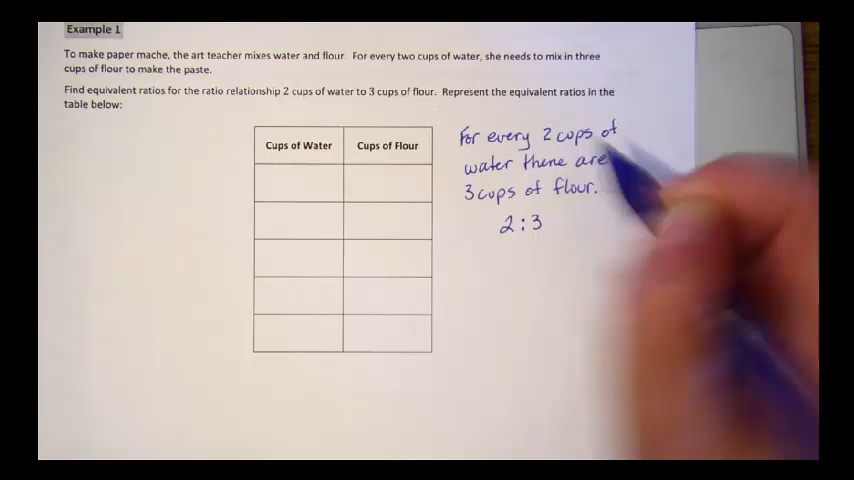 Example 1
To make paper mache, the art teacher mixes water and flour. For every two cups of water, she needs to mix in three
cups of flour to make the paste.
Find equivalent ratios for the ratio relationship 2 cups of water to 3 cups of flour. Represent the equivalent ratios in the
table below:
Cups of Water Cups of Flour
For every 2 cups of
water there are
3 cups of flour.
2:3